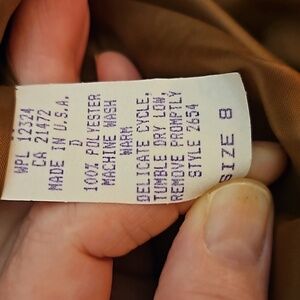 WPL 12324
CA 21472
MADE IN U.S.A.
D
100% POLYESTER
MACHINE WASH
WARM
DELICATE CYCLE,
TUMBLE DRY LOW,
REMOVE PROMPTLY
STYLE 2654
SIZE 8